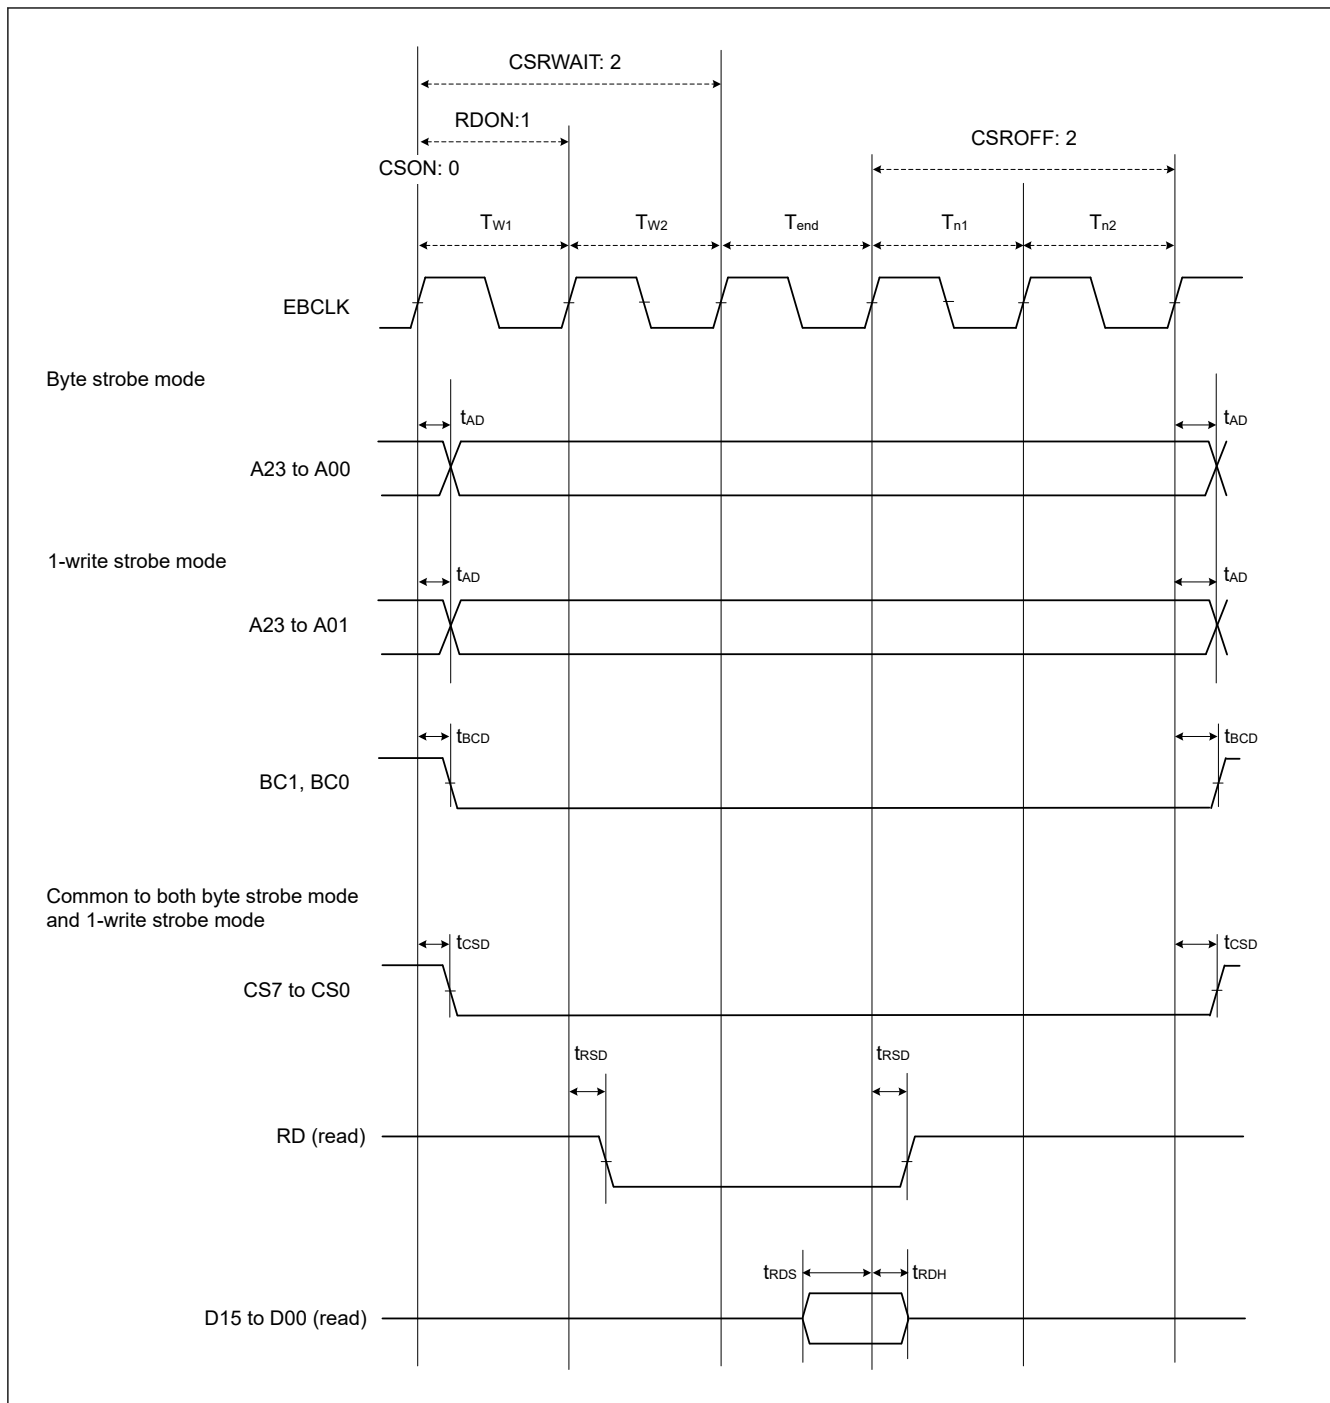 CSRWAIT: 2
RDON:1
CSROFF: 2
CSON: 0
TW1
TW2
Tend
Tn1
Tn2
EBCLK
Byte strobe mode
tAD
tAD
A23 to A00
1-write strobe mode
tAD
tAD
A23 to A01
tBCD
tBCD
BC1, BC0
Common to both byte strobe mode
and 1-write strobe mode
tCSD
tCSD
CS7 to CS0
tRSD
tRSD
RD (read)
tRDS
tRDH
D15 to D00 (read)